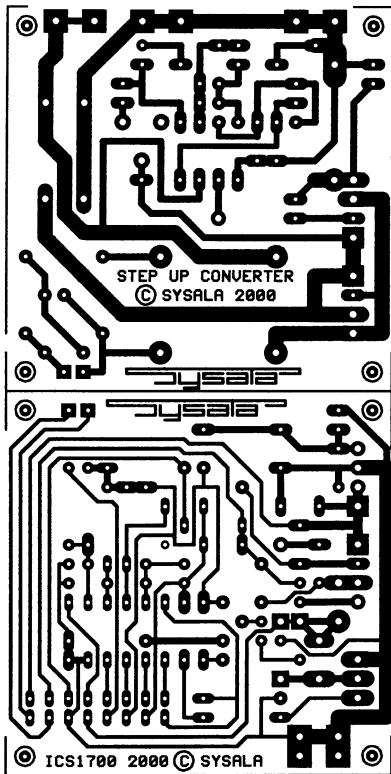 STEP UP CONVERTER
© SYSALA 2000
sysala
sysala
ICS1700 2000 © SYSALA